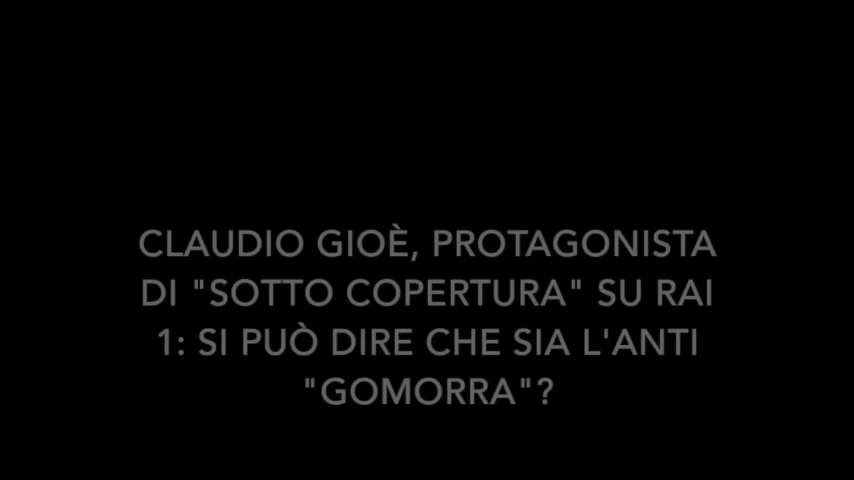 CLAUDIO GIOÈ, PROTAGONISTA
DI "SOTTO COPERTURA" SU RAI
1: SI PUÒ DIRE CHE SIA L'ANTI
"GOMORRA"?